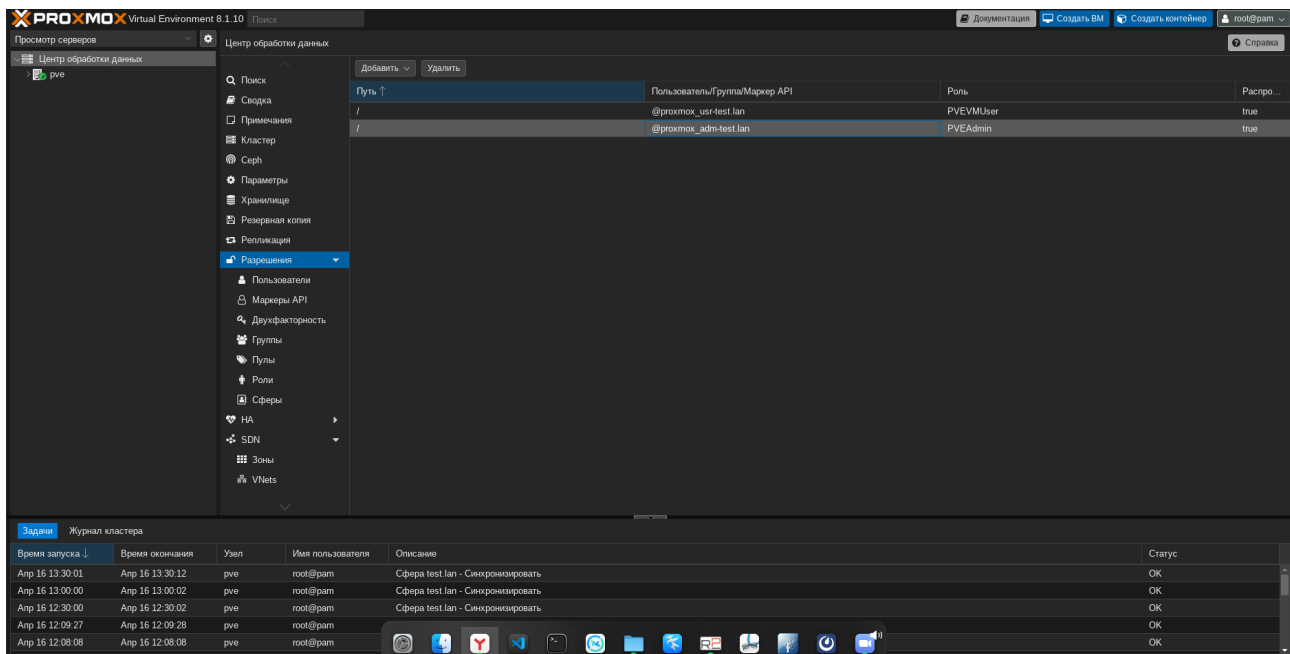 PROXMOX Virtual Environment 8.1.10 Поиск Документация Создать ВМ Создать контейнер root@pam
Просмотр серверов
Центр обработки данных
pve
Центр обработки данных Справка
Поиск
Сводка
Примечания
Кластер
Ceph
Параметры
Хранилище
Резервная копия
Репликация
Разрешения
Пользователи
Маркеры API
Двухфакторность
Группы
Пулы
Роли
Сферы
HA
SDN
Зоны
VNets
Добавить Удалить
Путь ↑ Пользователь/Группа/Маркер API Роль Распро...
/ @proxmox_usr-test.lan PVEVMUser true
/ @proxmox_adm-test.lan PVEAdmin true
Задачи Журнал кластера
Время запуска ↓ Время окончания Узел Имя пользователя Описание Статус
Апр 16 13:30:01 Апр 16 13:30:12 pve root@pam Сфера test.lan - Синхронизировать OK
Апр 16 13:00:00 Апр 16 13:00:02 pve root@pam Сфера test.lan - Синхронизировать OK
Апр 16 12:30:00 Апр 16 12:30:02 pve root@pam Сфера test.lan - Синхронизировать OK
Апр 16 12:09:27 Апр 16 12:09:28 pve root@pam OK
Апр 16 12:08:08 Апр 16 12:08:08 pve root@pam OK